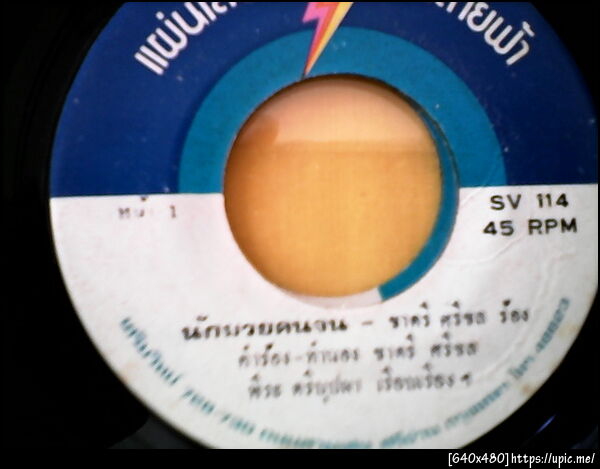 แผ่นเสียง
สายฟ้า
หน้า 1
SV 114
45 RPM
นักมวยคนจน - ชาตรี ศรีชล ร้อง
คำร้อง-ทำนอง ชาตรี ศรีชล
พีระ ตรีบุปผา เรียบเรียงฯ
[640x480]https://upic.me/